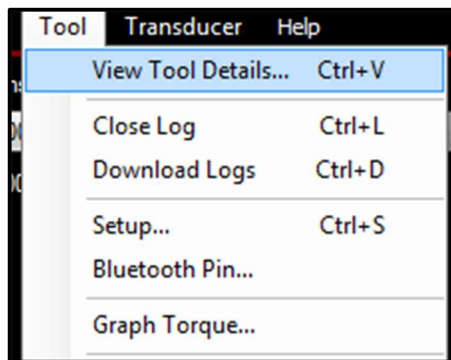 Tool Transducer Help
View Tool Details... Ctrl+V
Close Log Ctrl+L
Download Logs Ctrl+D
Setup... Ctrl+S
Bluetooth Pin...
Graph Torque...